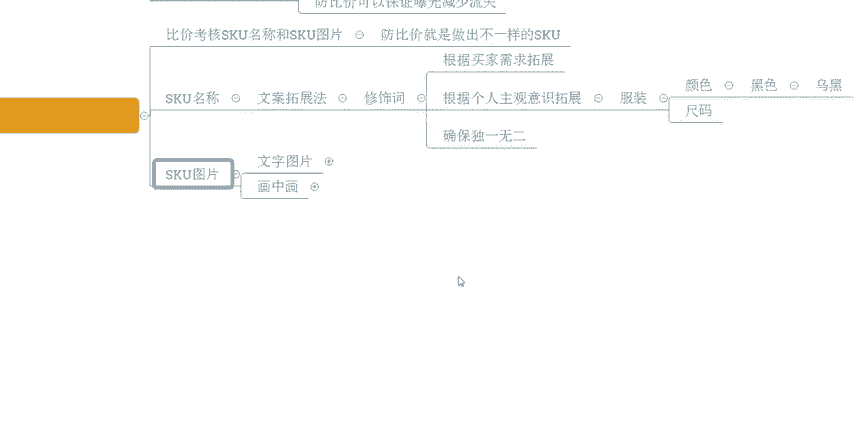 防比价可以保证曝光减少流失
比价考核SKU名称和SKU图片 防比价就是做出不一样的SKU
根据买家需求拓展
SKU名称 文案拓展法 修饰词 根据个人主观意识拓展 服装 颜色 黑色 乌黑
尺码
确保独一无二
SKU图片 文字图片
画中画